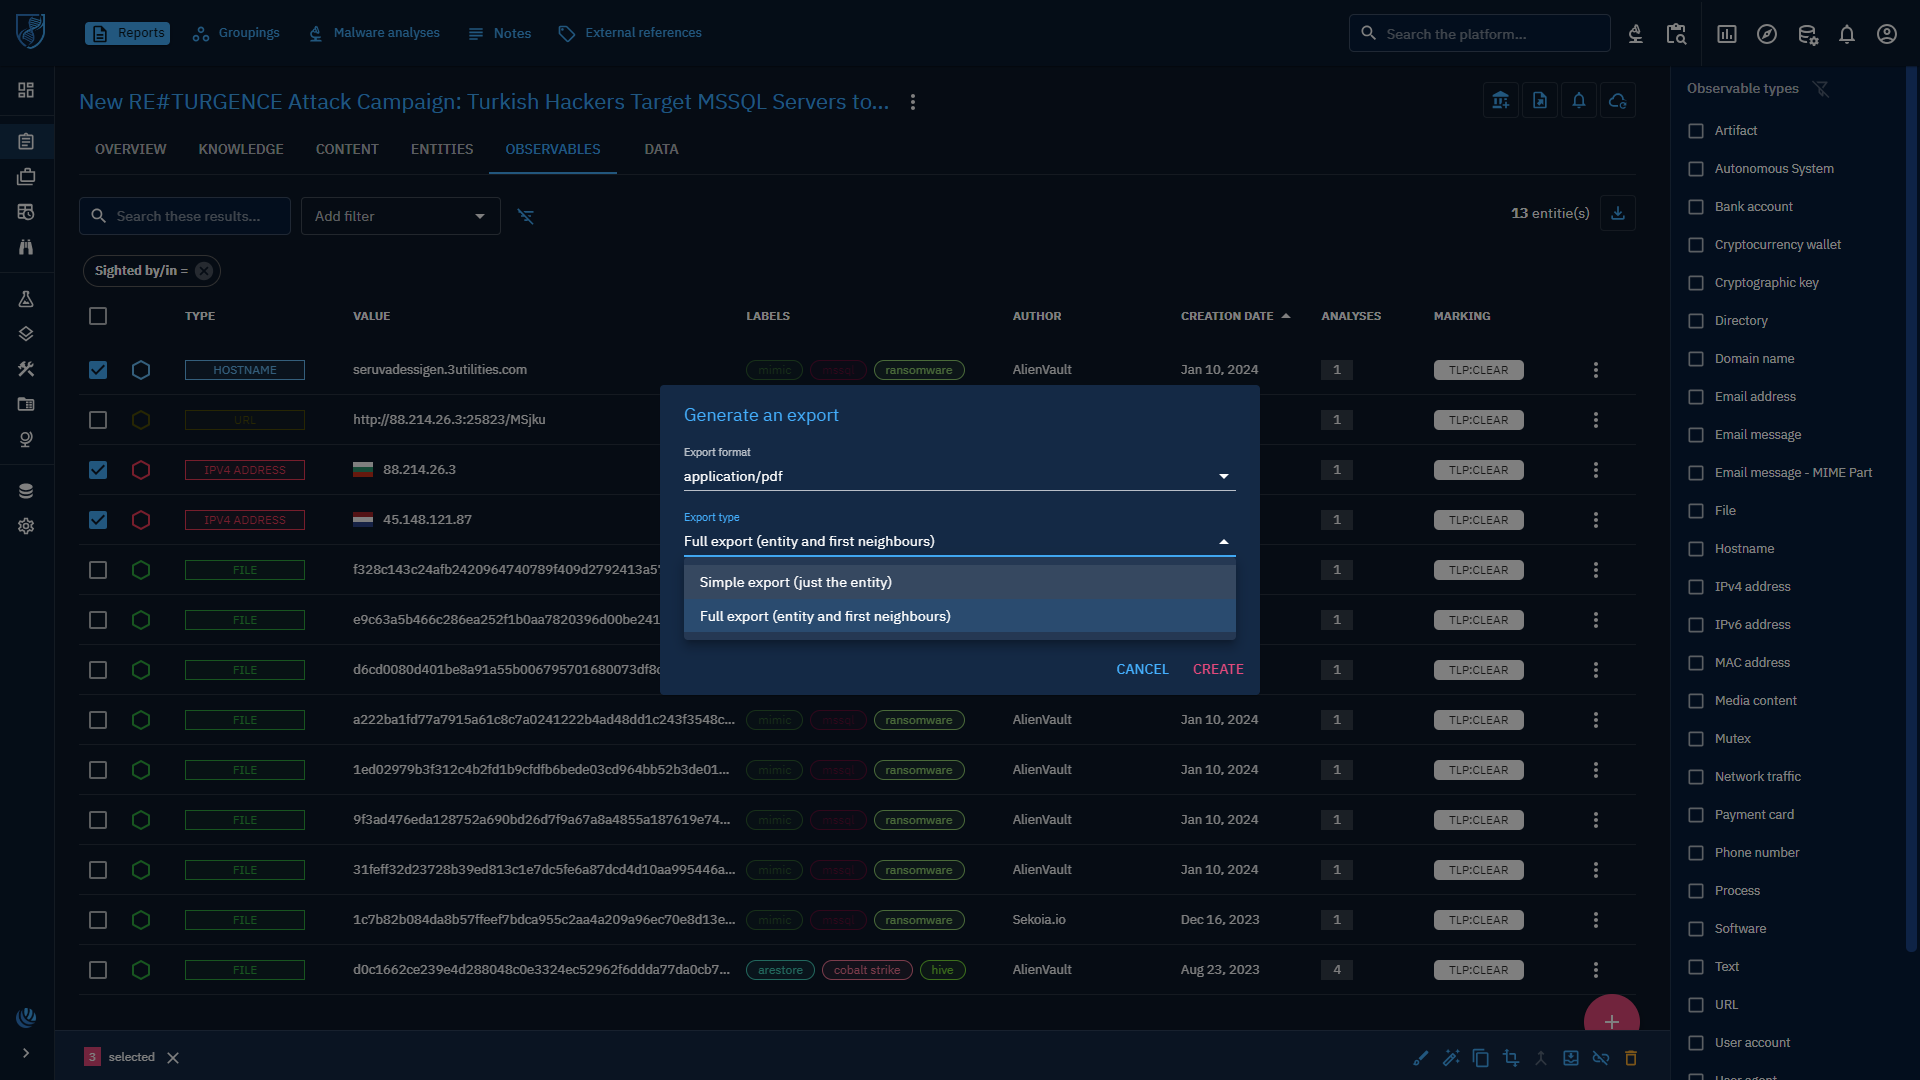 Reports
Groupings
Malware analyses
Notes
External references
Search the platform...
New RE#TURGENCE Attack Campaign: Turkish Hackers Target MSSQL Servers to...
OVERVIEW
KNOWLEDGE
CONTENT
ENTITIES
OBSERVABLES
DATA
Search these results...
Add filter
13 entitie(s)
Sighted by/in =
TYPE VALUE LABELS AUTHOR CREATION DATE ANALYSES MARKING
HOSTNAME seruvadessigen.3utilities.com mimic mssql ransomware AlienVault Jan 10, 2024 1 TLP:CLEAR
URL http://88.214.26.3:25823/MSjku 1 TLP:CLEAR
IPV4 ADDRESS 88.214.26.3 1 TLP:CLEAR
IPV4 ADDRESS 45.148.121.87 1 TLP:CLEAR
FILE f328c143c24afb2420964740789f409d2792413a5 1 TLP:CLEAR
FILE e9c63a5b466c286ea252f1b0aa7820396d00be241 1 TLP:CLEAR
FILE d6cd0080d401be8a91a55b006795701680073df8 1 TLP:CLEAR
FILE a222ba1fd77a7915a61c8c7a0241222b4ad48dd1c243f3548c... mimic mssql ransomware AlienVault Jan 10, 2024 1 TLP:CLEAR
FILE 1ed02979b3f312c4b2fd1b9cfdfb6bede03cd964bb52b3de01... mimic mssql ransomware AlienVault Jan 10, 2024 1 TLP:CLEAR
FILE 9f3ad476eda128752a690bd26d7f9a67a8a4855a187619e74... mimic mssql ransomware AlienVault Jan 10, 2024 1 TLP:CLEAR
FILE 31feff32d23728b39ed813c1e7dc5fe6a87dcd4d10aa995446a... mimic mssql ransomware AlienVault Jan 10, 2024 1 TLP:CLEAR
FILE 1c7b82b084da8b57ffeef7bdca955c2aa4a209a96ec70e8d13e... mimic mssql ransomware Sekoia.io Dec 16, 2023 1 TLP:CLEAR
FILE d0c1662ce239e4d288048c0e3324ec52962f6ddda77da0cb7... arestore cobalt strike hive AlienVault Aug 23, 2023 4 TLP:CLEAR
Generate an export
Export format
application/pdf
Export type
Full export (entity and first neighbours)
Simple export (just the entity)
Full export (entity and first neighbours)
CANCEL
CREATE
3 selected
Observable types
Artifact
Autonomous System
Bank account
Cryptocurrency wallet
Cryptographic key
Directory
Domain name
Email address
Email message
Email message - MIME Part
File
Hostname
IPv4 address
IPv6 address
MAC address
Media content
Mutex
Network traffic
Payment card
Phone number
Process
Software
Text
URL
User account
User agent